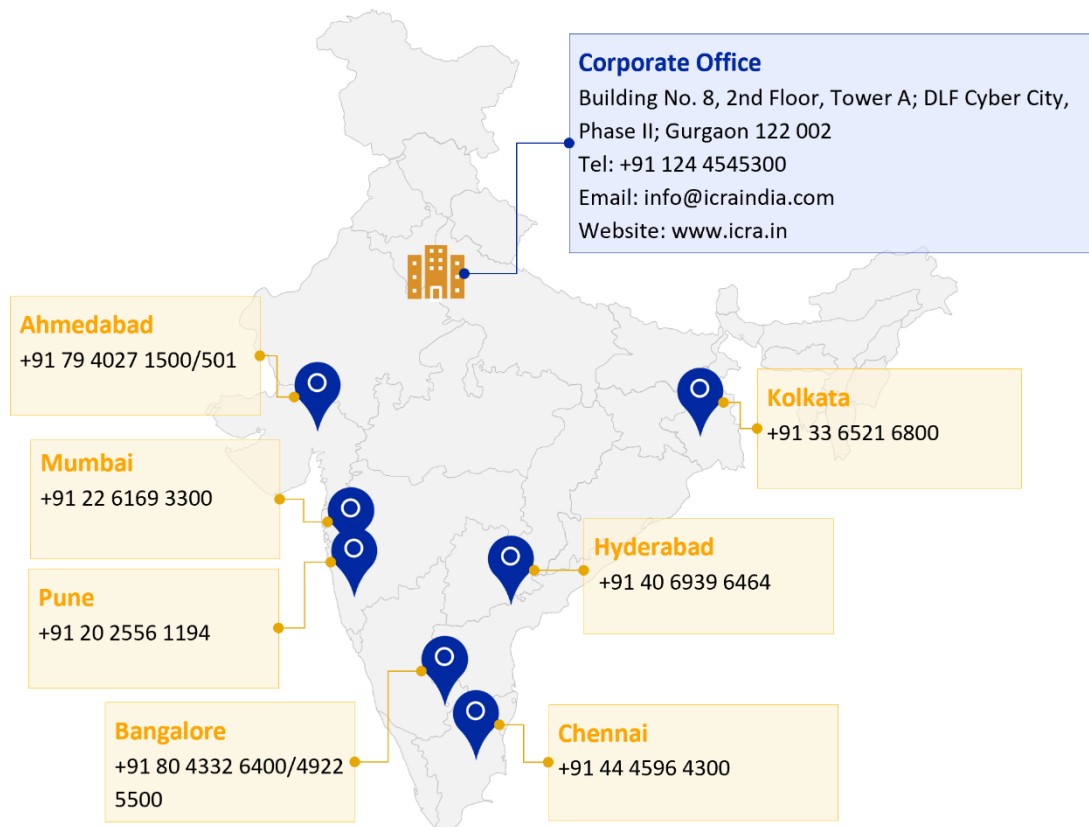 Corporate Office
Building No. 8, 2nd Floor, Tower A; DLF Cyber City,
Phase II; Gurgaon 122 002
Tel: +91 124 4545300
Email: info@icraindia.com
Website: www.icra.in
Ahmedabad
+91 79 4027 1500/501
Kolkata
+91 33 6521 6800
Mumbai
+91 22 6169 3300
Hyderabad
+91 40 6939 6464
Pune
+91 20 2556 1194
Bangalore
+91 80 4332 6400/4922
5500
Chennai
+91 44 4596 4300